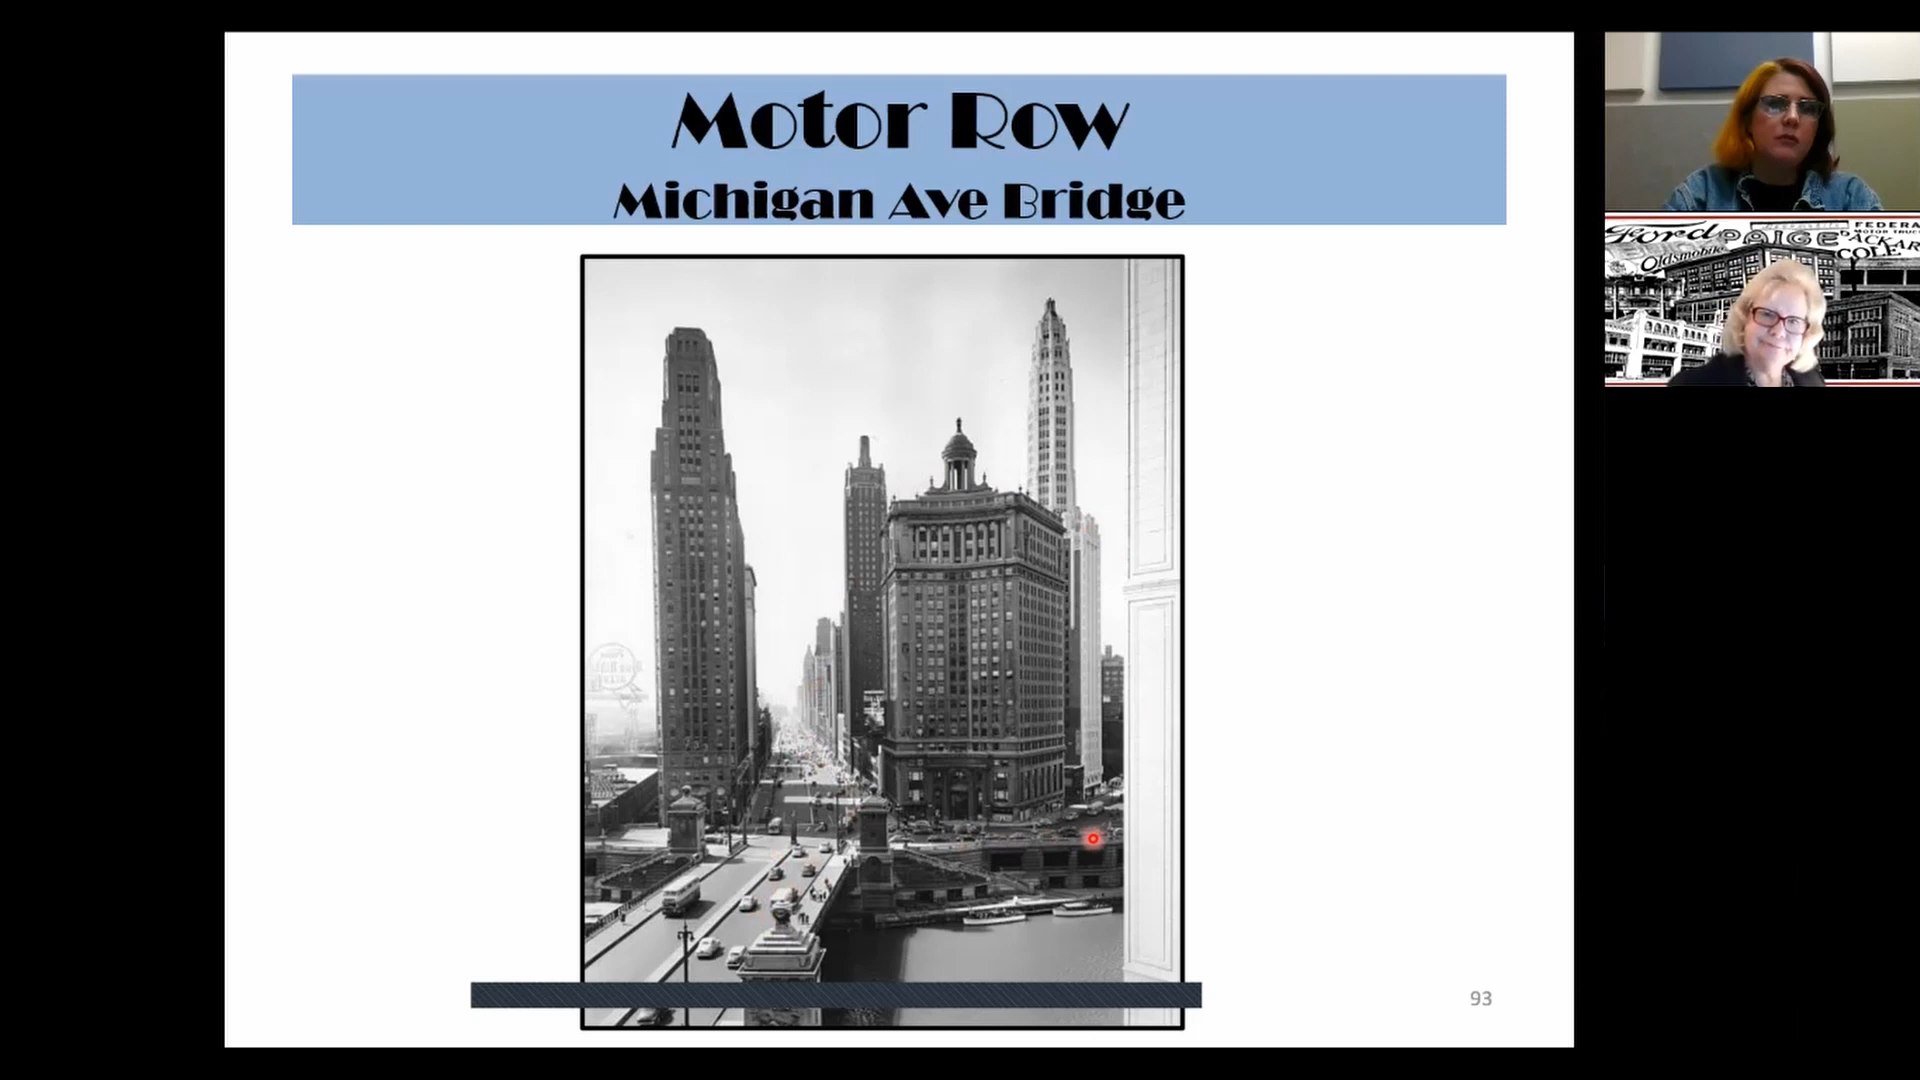 Motor Row
Michigan Ave Bridge
93
Ford
PAIGE
FEDERA
PACKAR
Oldsmobile
COLE